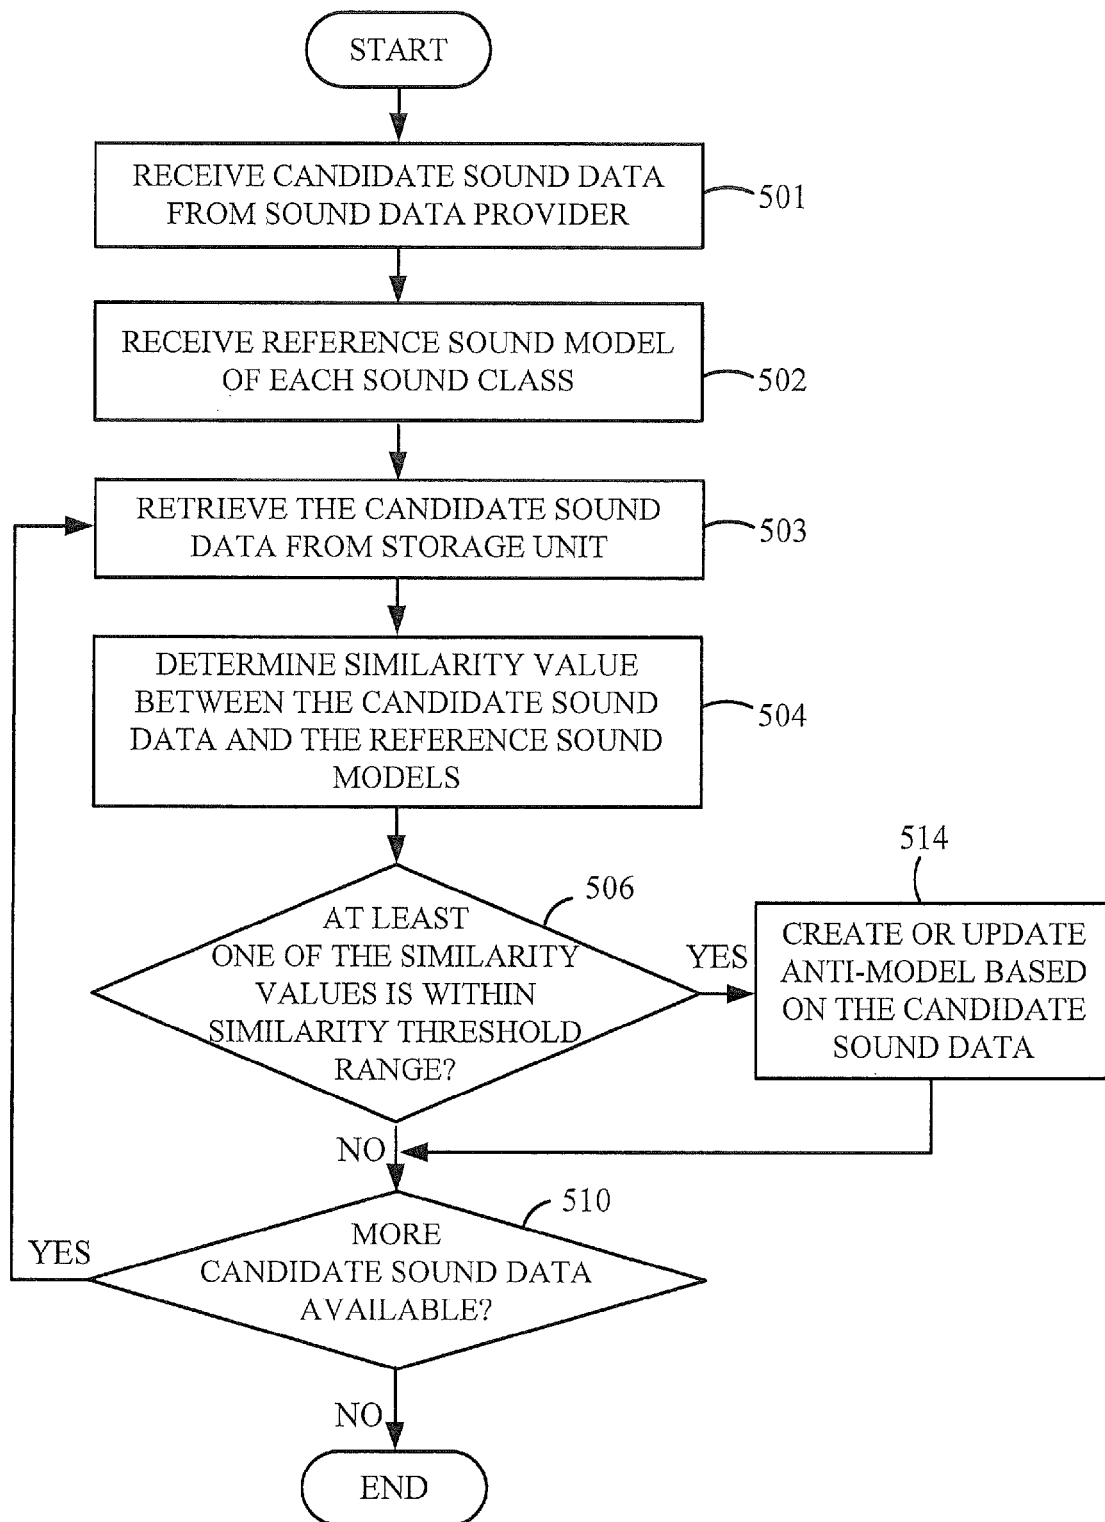 START
RECEIVE CANDIDATE SOUND DATA
FROM SOUND DATA PROVIDER
501
RECEIVE REFERENCE SOUND MODEL
OF EACH SOUND CLASS
502
RETRIEVE THE CANDIDATE SOUND
DATA FROM STORAGE UNIT
503
DETERMINE SIMILARITY VALUE
BETWEEN THE CANDIDATE SOUND
DATA AND THE REFERENCE SOUND
MODELS
504
AT LEAST
ONE OF THE SIMILARITY
VALUES IS WITHIN
SIMILARITY THRESHOLD
RANGE?
506
YES
514
CREATE OR UPDATE
ANTI-MODEL BASED
ON THE CANDIDATE
SOUND DATA
NO
510
MORE
CANDIDATE SOUND DATA
AVAILABLE?
YES
NO
END